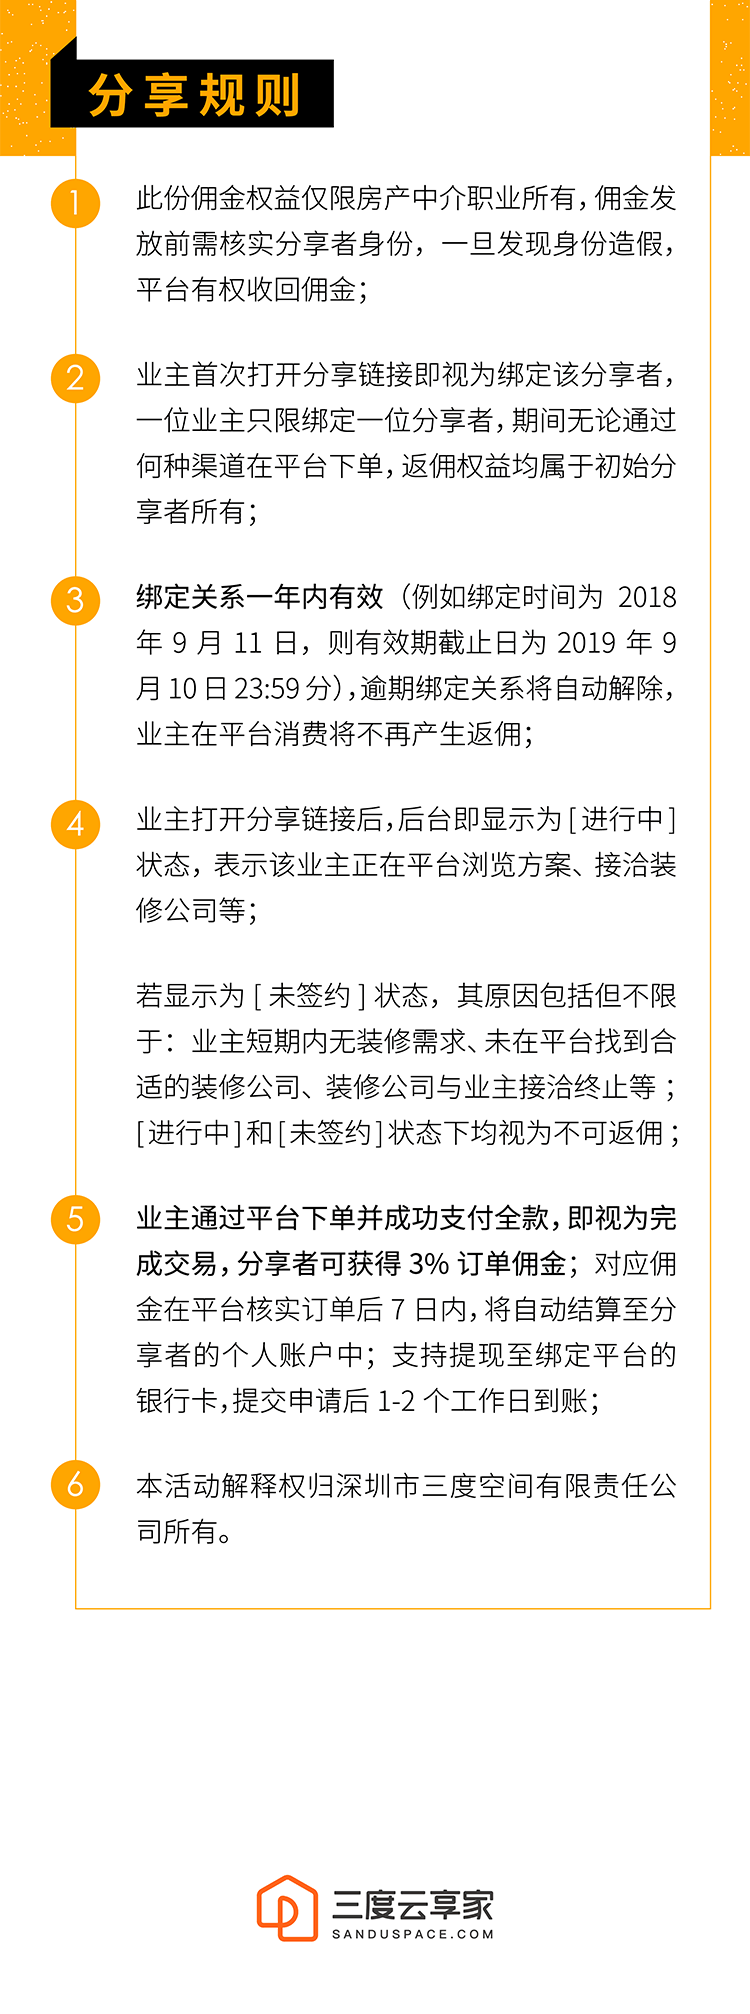 分享规则
1
此份佣金权益仅限房产中介职业所有，佣金发
放前需核实分享者身份，一旦发现身份造假，
平台有权收回佣金；
2
业主首次打开分享链接即视为绑定该分享者，
一位业主只限绑定一位分享者，期间无论通过
何种渠道在平台下单，返佣权益均属于初始分
享者所有；
3
绑定关系一年内有效（例如绑定时间为 2018
年 9 月 11 日，则有效期截止日为 2019 年 9
月 10 日 23:59 分），逾期绑定关系将自动解除，
业主在平台消费将不再产生返佣；
4
业主打开分享链接后，后台即显示为 [ 进行中 ]
状态，表示该业主正在平台浏览方案、接洽装
修公司等；
若显示为 [ 未签约 ] 状态，其原因包括但不限
于：业主短期内无装修需求、未在平台找到合
适的装修公司、装修公司与业主接洽终止等；
[ 进行中 ] 和 [ 未签约 ] 状态下均视为不可返佣；
5
业主通过平台下单并成功支付全款，即视为完
成交易，分享者可获得 3% 订单佣金；对应佣
金在平台核实订单后 7 日内，将自动结算至分
享者的个人账户中；支持提现至绑定平台的
银行卡，提交申请后 1-2 个工作日到账；
6
本活动解释权归深圳市三度空间有限责任公
司所有。
三度云享家
SANDUSPACE.COM